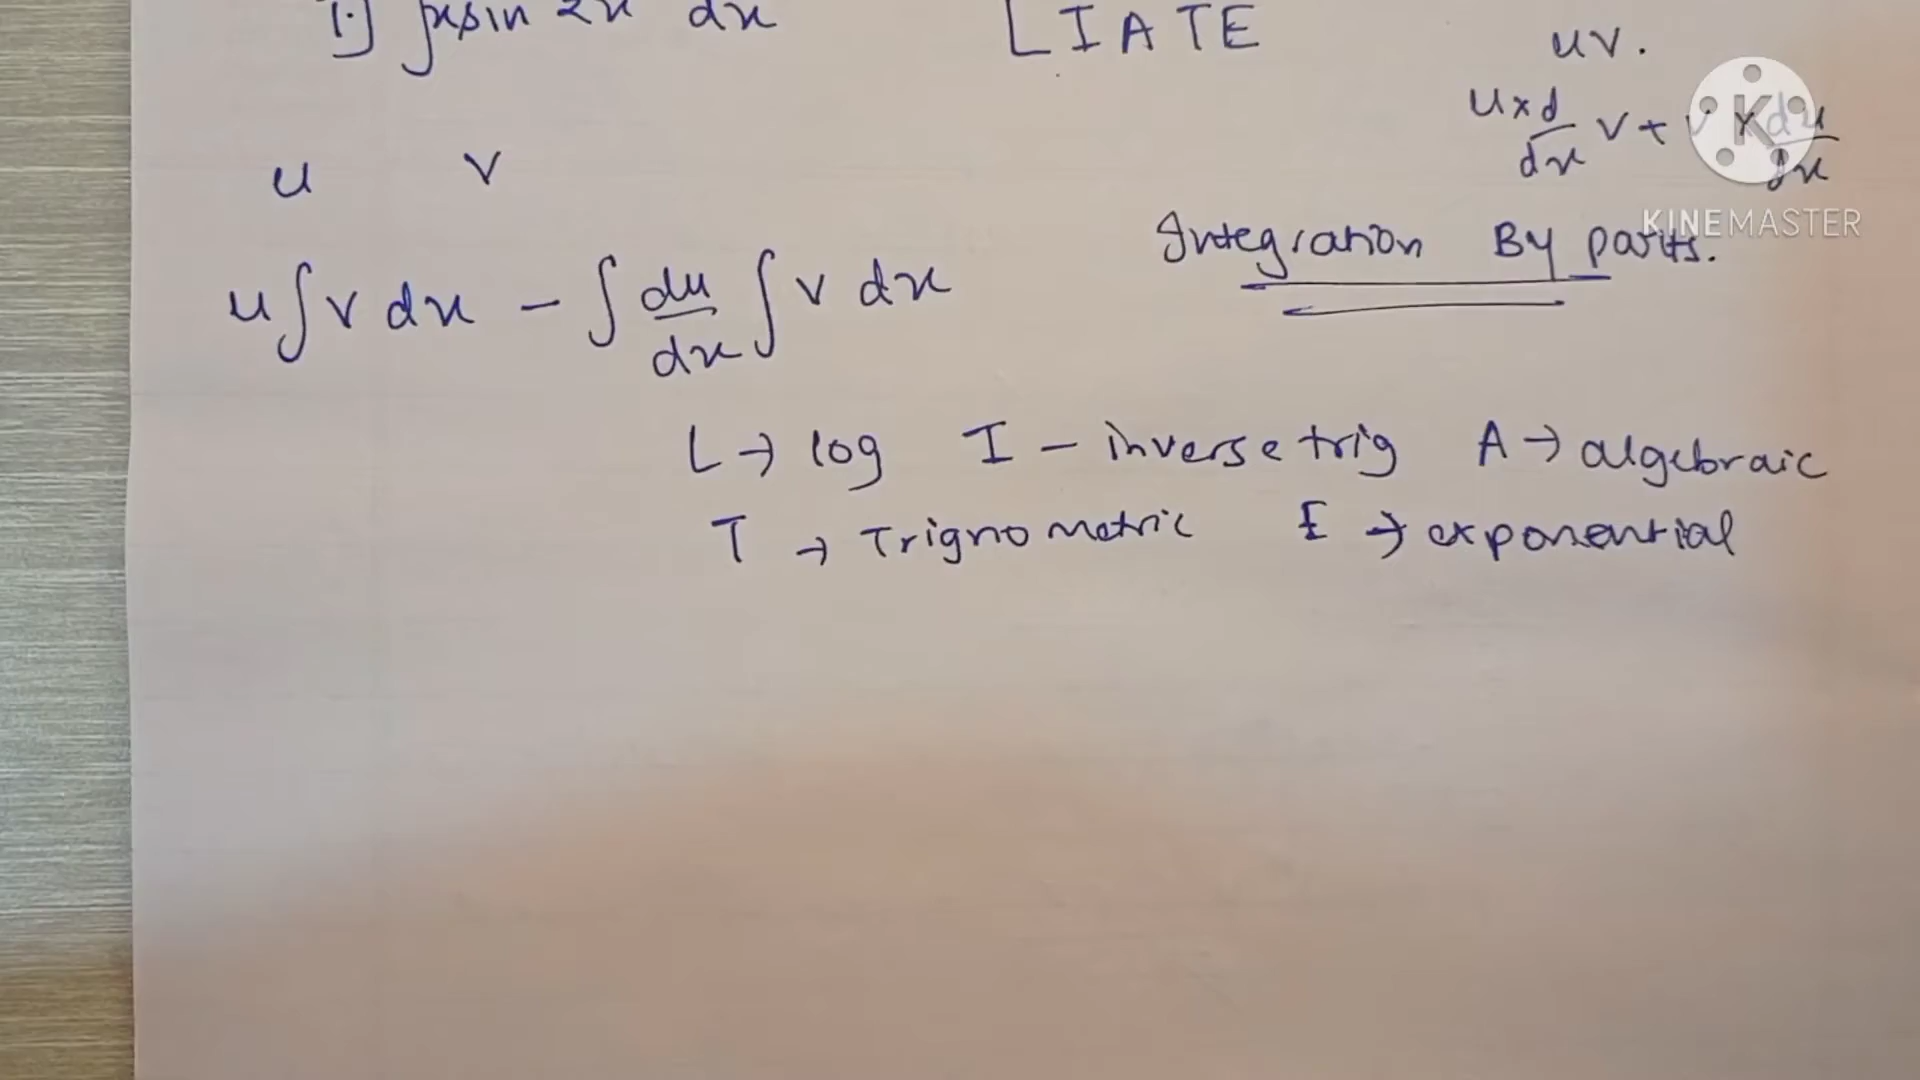 1.] ∫x sin 2x dx LIATE
uv.
u × d/dx v + v × du/dx
u v
Integration By parts.
u∫v dx - ∫ du/dx ∫v dx
L → log I - inverse trig A → algebraic
T → Trignometric E → exponential
K
KINEMASTER